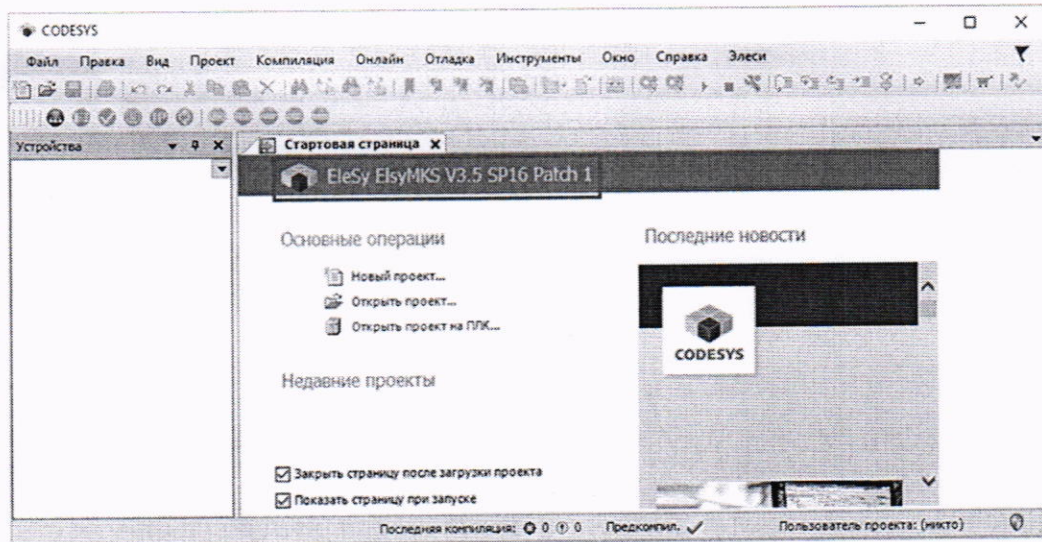 CODESYS
Файл Правка Вид Проект Компиляция Онлайн Отладка Инструменты Окно Справка Элеси
Устройства
Стартовая страница
EleSy ElsyMKS V3.5 SP16 Patch 1
Основные операции
Новый проект...
Открыть проект...
Открыть проект на ПЛК...
Недавние проекты
Закрыть страницу после загрузки проекта
Показать страницу при запуске
Последние новости
CODESYS
Последняя компиляция: 0 0 Предкомпил. Пользователь проекта: (никто)